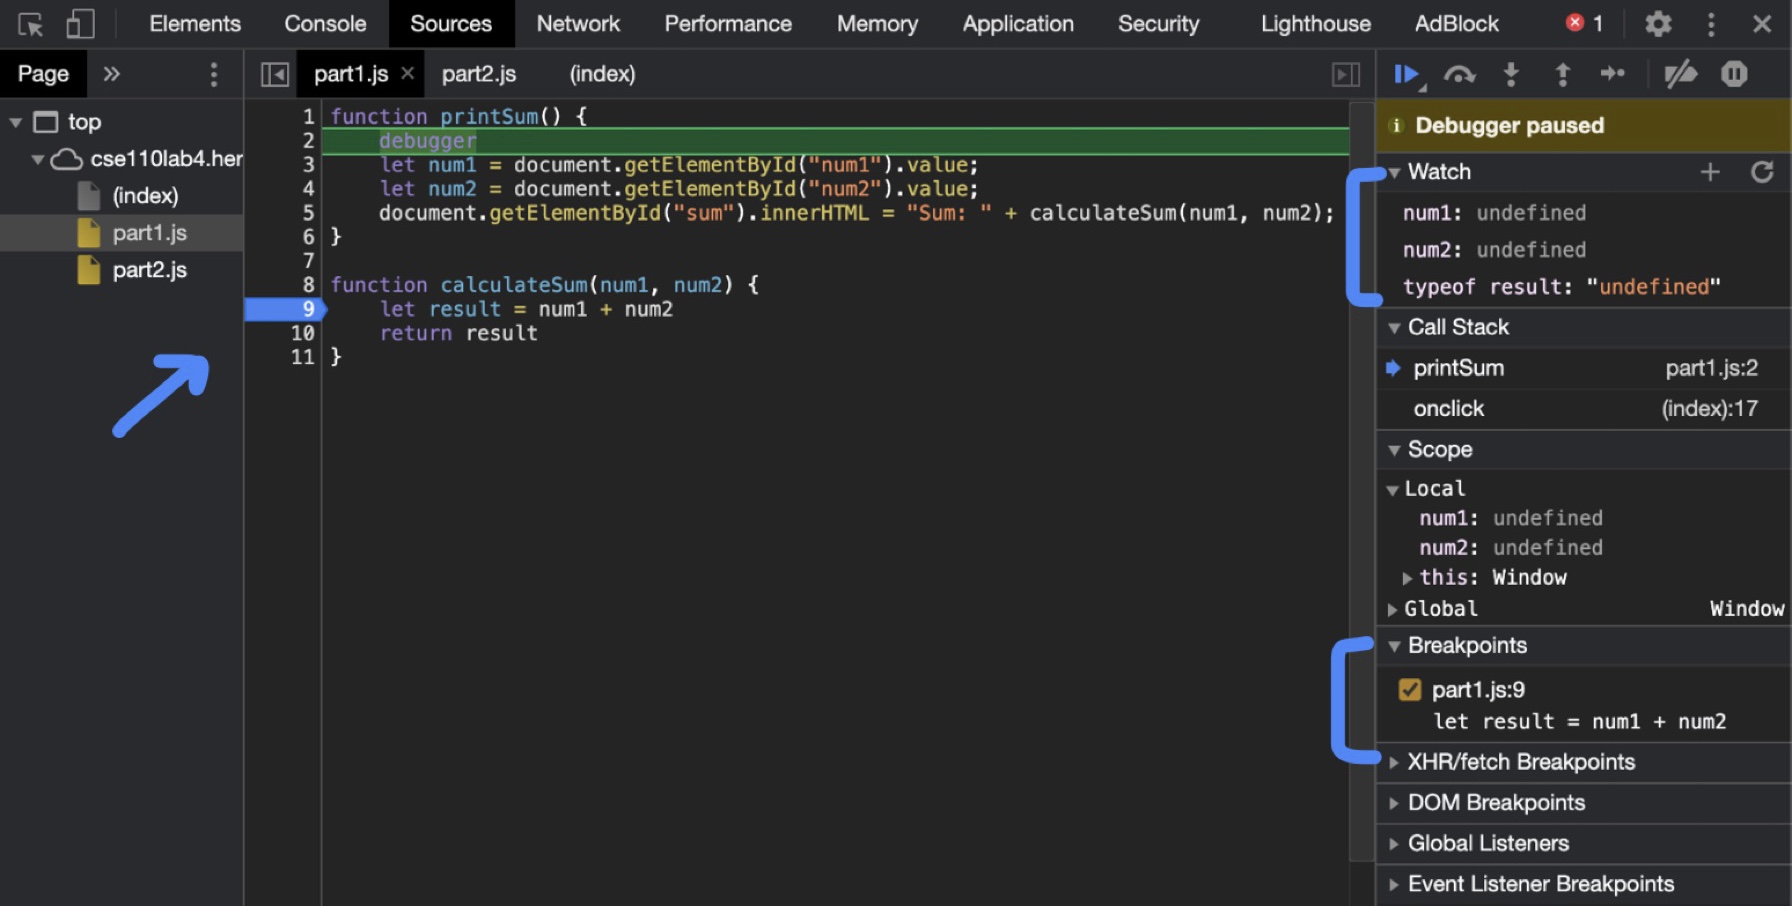 Elements Console Sources Network Performance Memory Application Security Lighthouse AdBlock 1
Page part1.js part2.js (index)
top
cse110lab4.her
(index)
part1.js
part2.js
1 function printSum() {
2 debugger
3 let num1 = document.getElementById("num1").value;
4 let num2 = document.getElementById("num2").value;
5 document.getElementById("sum").innerHTML = "Sum: " + calculateSum(num1, num2);
6 }
7
8 function calculateSum(num1, num2) {
9 let result = num1 + num2
10 return result
11 }
Debugger paused
Watch
num1: undefined
num2: undefined
typeof result: "undefined"
Call Stack
printSum part1.js:2
onclick (index):17
Scope
Local
num1: undefined
num2: undefined
this: Window
Global Window
Breakpoints
part1.js:9
let result = num1 + num2
XHR/fetch Breakpoints
DOM Breakpoints
Global Listeners
Event Listener Breakpoints